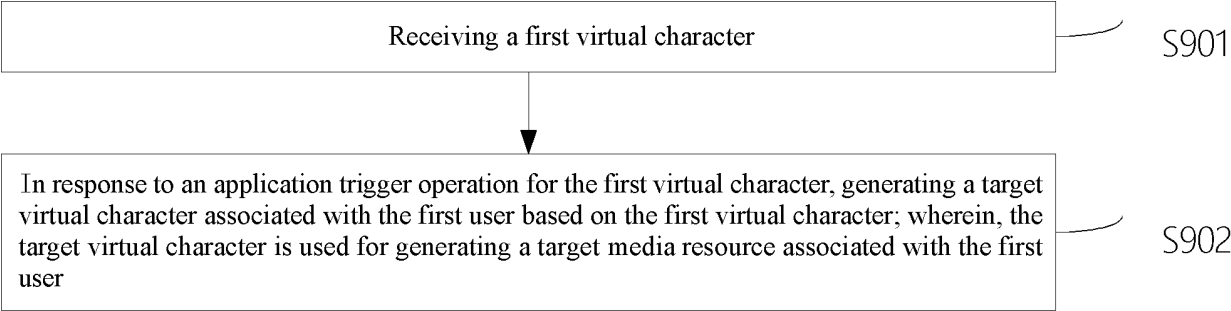 Receiving a first virtual character
S901
In response to an application trigger operation for the first virtual character, generating a target
virtual character associated with the first user based on the first virtual character; wherein, the
target virtual character is used for generating a target media resource associated with the first
user
S902